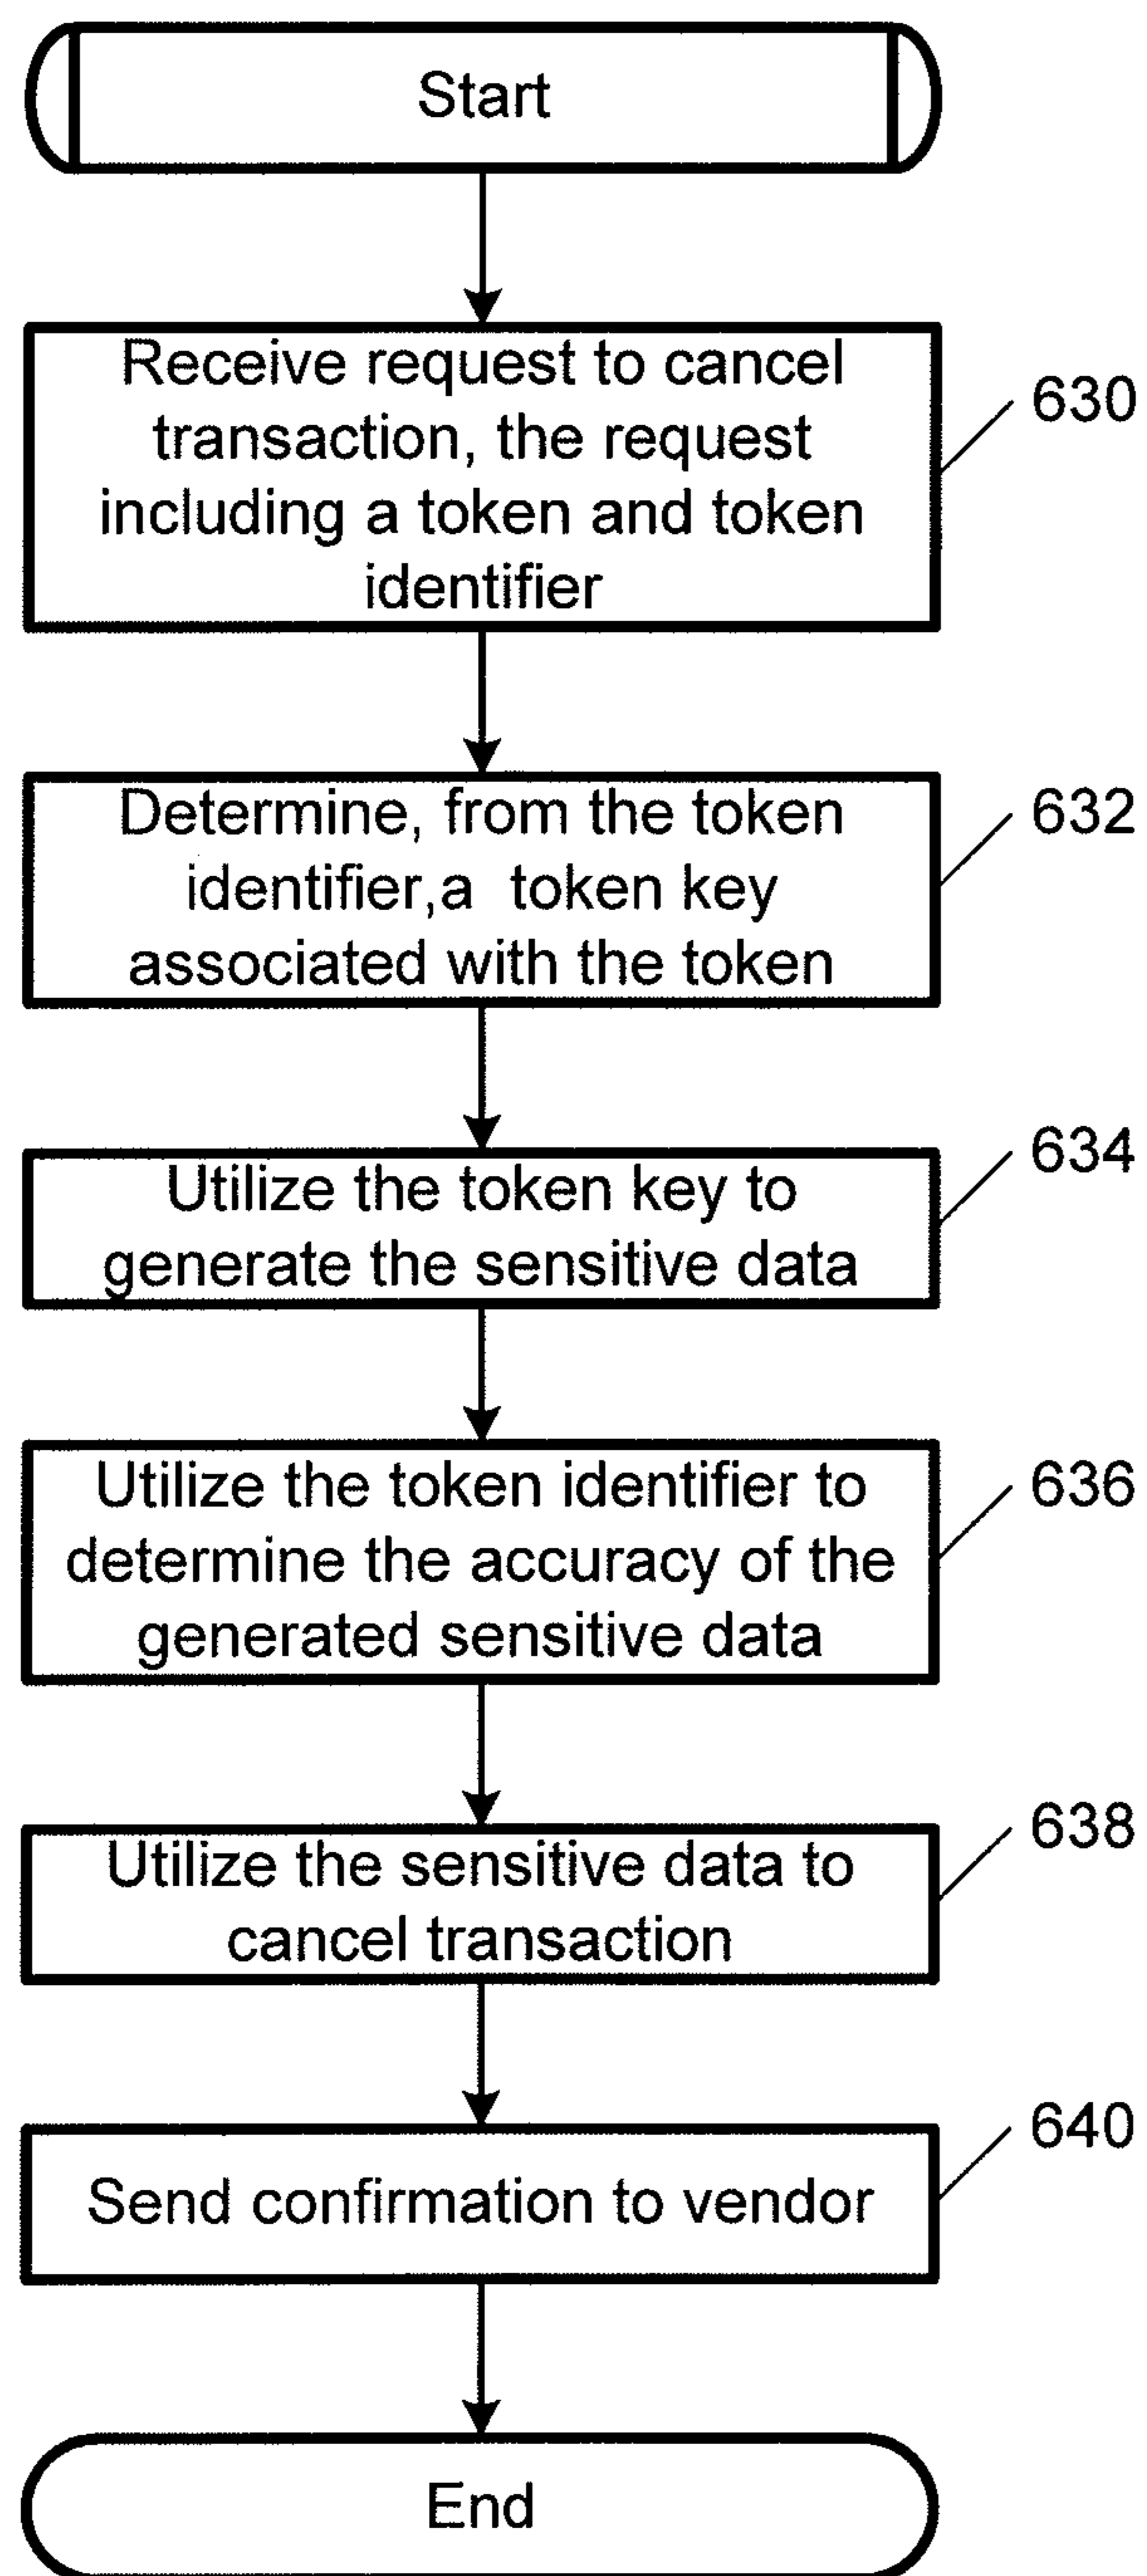 Start
Receive request to cancel
transaction, the request
including a token and token
identifier
630
Determine, from the token
identifier,a  token key
associated with the token
632
Utilize the token key to
generate the sensitive data
634
Utilize the token identifier to
determine the accuracy of the
generated sensitive data
636
Utilize the sensitive data to
cancel transaction
638
Send confirmation to vendor
640
End